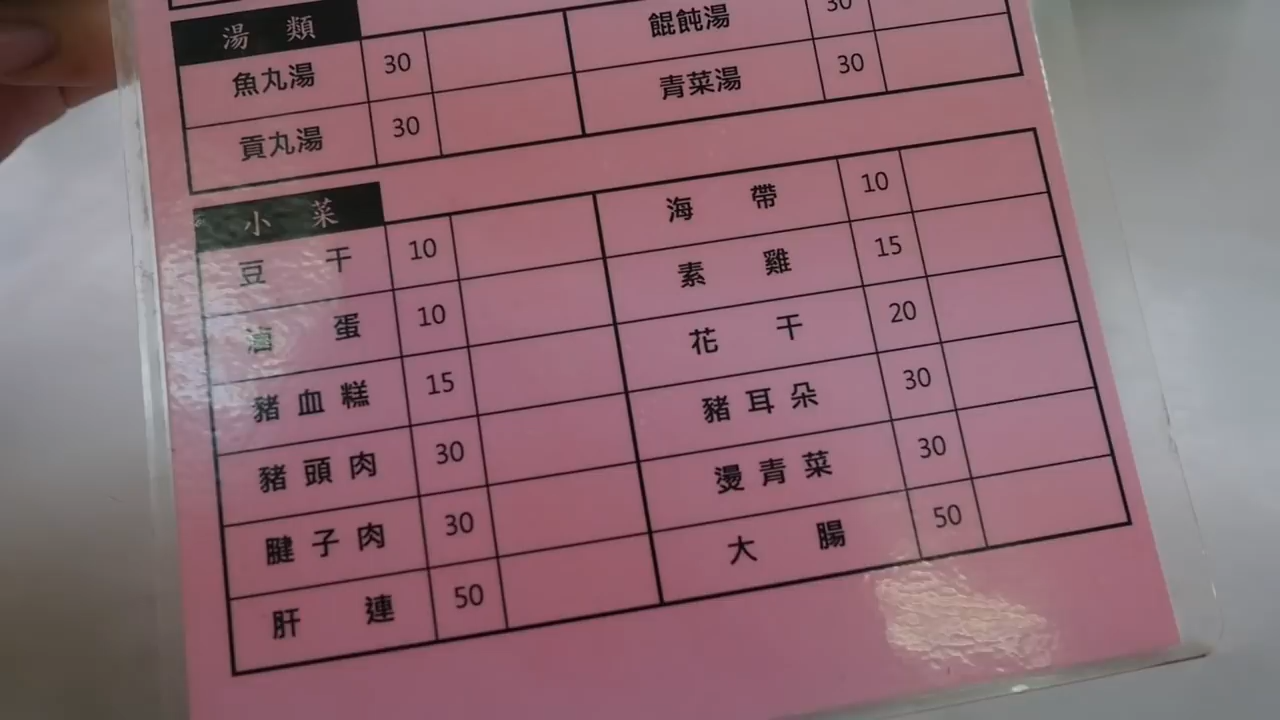 湯 類
魚丸湯 30
貢丸湯 30
餛飩湯 30
青菜湯 30
小 菜
豆 干 10
滷 蛋 10
豬血糕 15
豬頭肉 30
腱子肉 30
肝 連 50
海 帶 10
素 雞 15
花 干 20
豬耳朵 30
燙青菜 30
大 腸 50